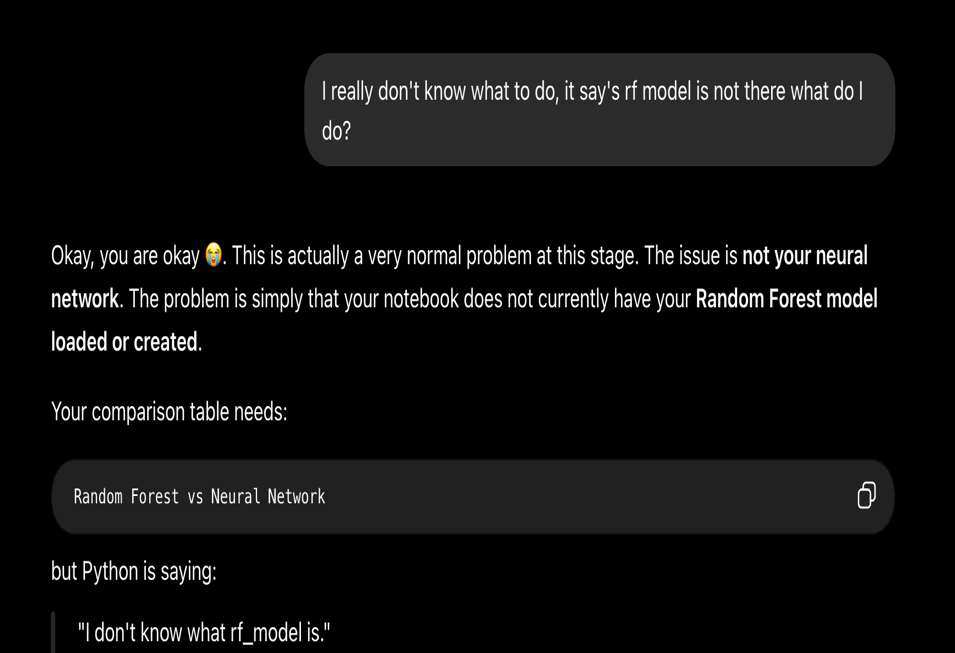 I really don't know what to do, it say's rf model is not there what do I
do?
Okay, you are okay 😭. This is actually a very normal problem at this stage. The issue is not your neural
network. The problem is simply that your notebook does not currently have your Random Forest model
loaded or created.
Your comparison table needs:
Random Forest vs Neural Network
but Python is saying:
"I don't know what rf_model is."